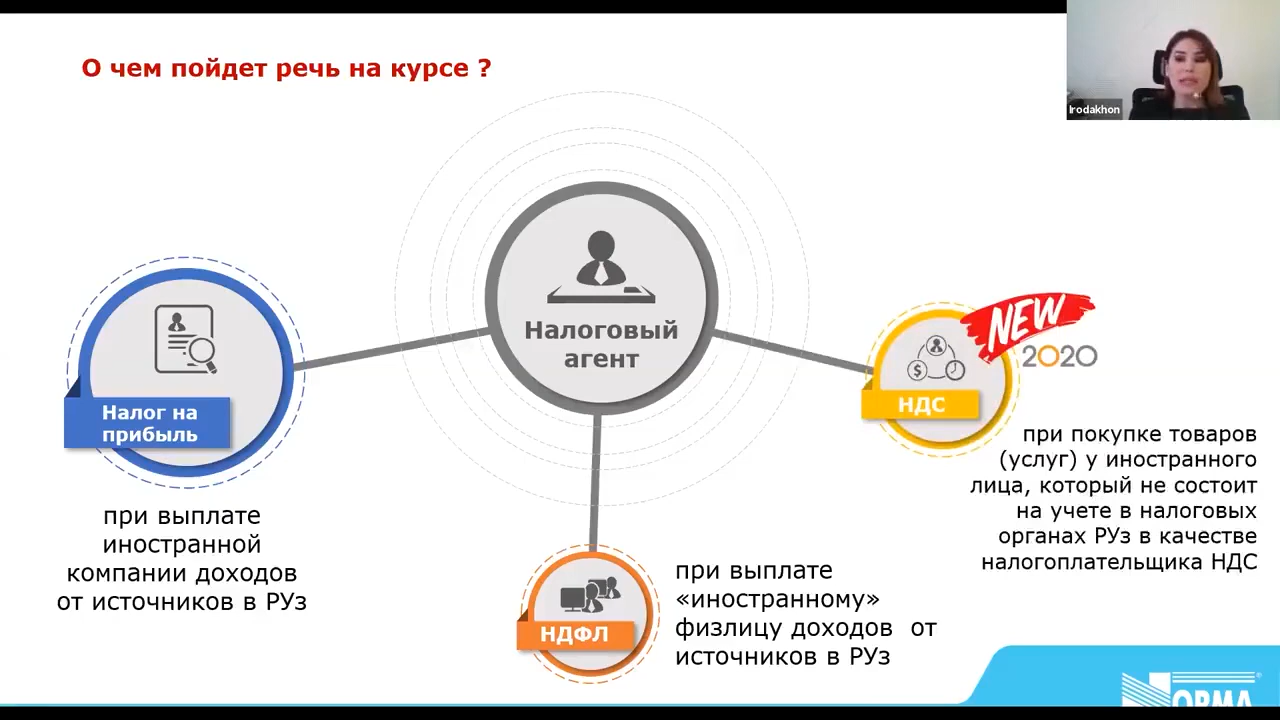 О чем пойдет речь на курсе ?
Irodakhon
Налоговый
агент
Налог на
прибыль
при выплате
иностранной
компании доходов
от источников в РУз
НДФЛ
при выплате
«иностранному»
физлицу доходов от
источников в РУз
NEW
2020
НДС
при покупке товаров
(услуг) у иностранного
лица, который не состоит
на учете в налоговых
органах РУз в качестве
налогоплательщика НДС
НОРМА